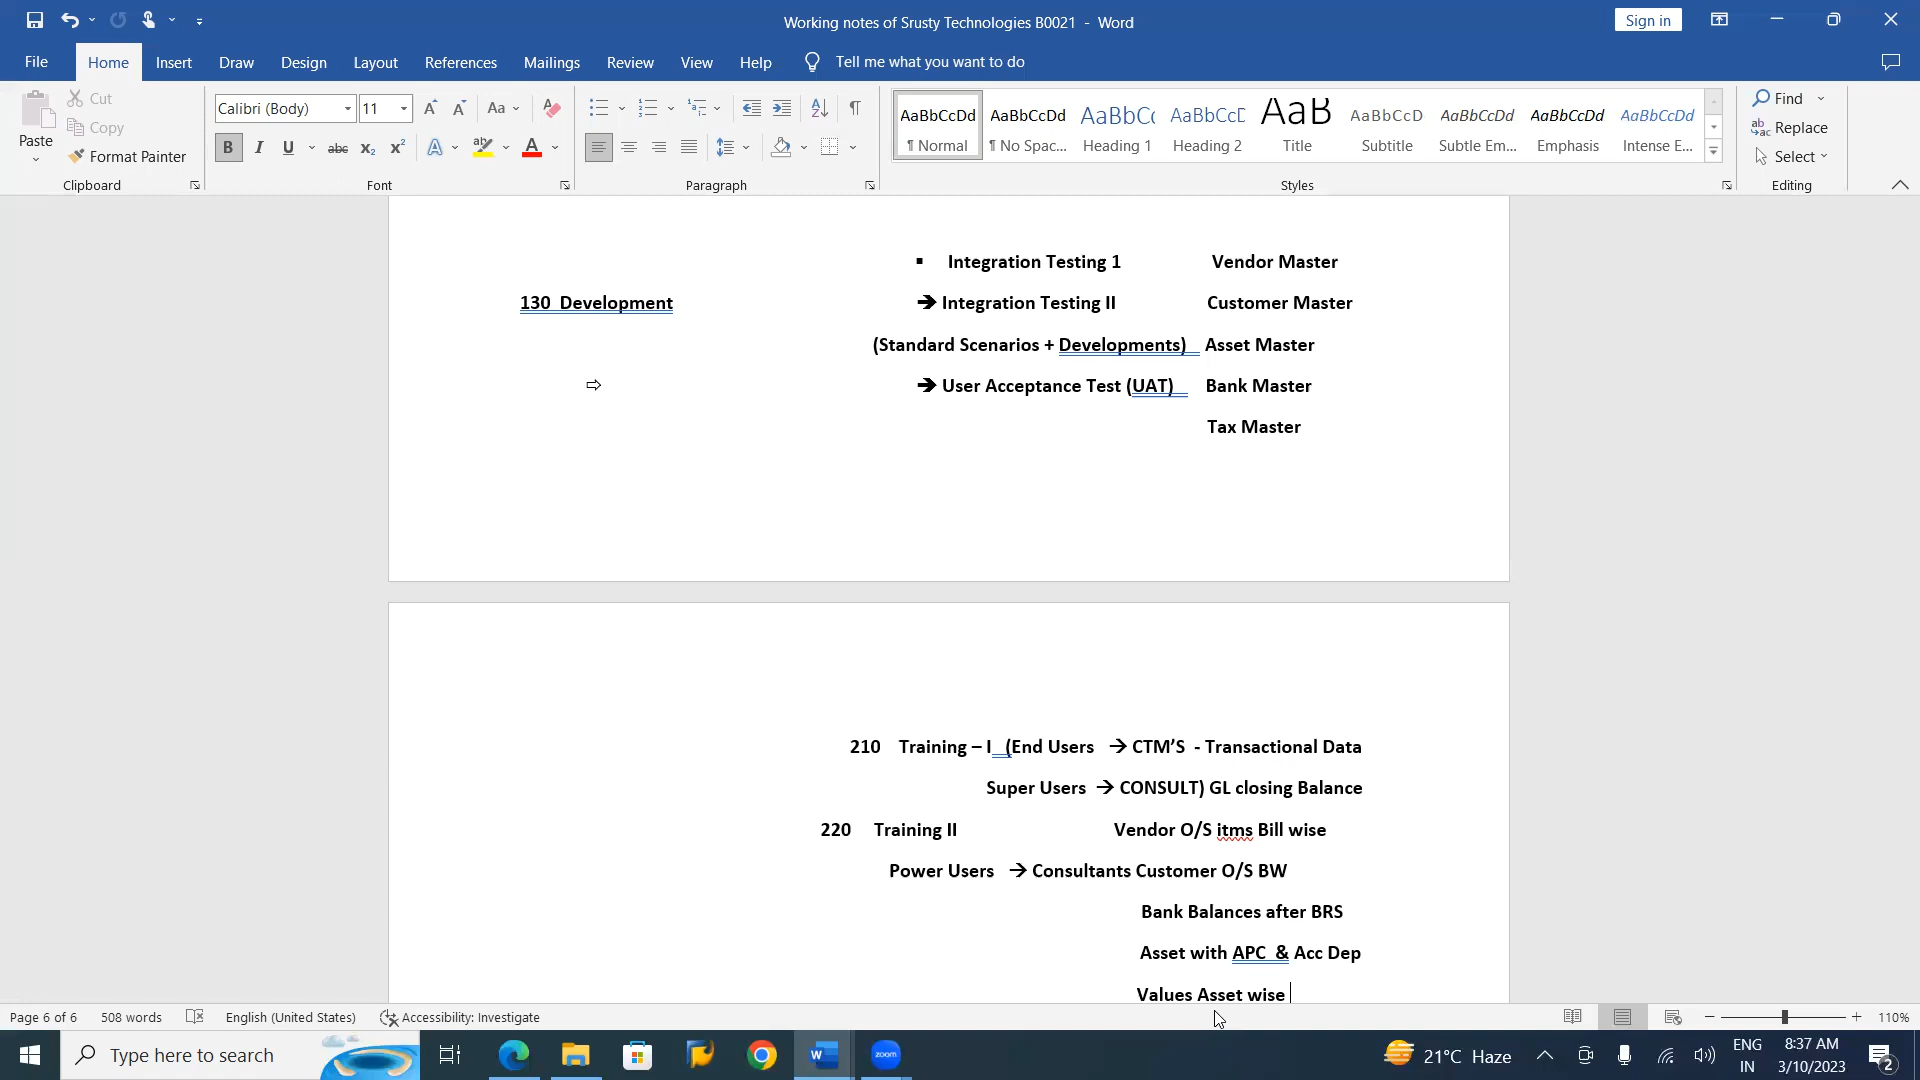 Working notes of Srusty Technologies B0021 - Word
Sign in
File Home Insert Draw Design Layout References Mailings Review View Help Tell me what you want to do
Paste
Cut
Copy
Format Painter
Clipboard
Calibri (Body) 11
Font
Paragraph
AaBbCcDd AaBbCcDd AaBbCc AaBbCcD AaB AaBbCcD AaBbCcDd AaBbCcDd AaBbCcDd
¶ Normal ¶ No Spac... Heading 1 Heading 2 Title Subtitle Subtle Em... Emphasis Intense E...
Styles
Find
Replace
Select
Editing
▪ Integration Testing 1 Vendor Master
130 Development ➔ Integration Testing II Customer Master
(Standard Scenarios + Developments) Asset Master
⇨ ➔ User Acceptance Test (UAT) Bank Master
Tax Master
210 Training – I (End Users → CTM’S - Transactional Data
Super Users → CONSULT) GL closing Balance
220 Training II Vendor O/S itms Bill wise
Power Users → Consultants Customer O/S BW
Bank Balances after BRS
Asset with APC & Acc Dep
Values Asset wise
Page 6 of 6 508 words English (United States) Accessibility: Investigate 110%
Type here to search
zoom
21°C Haze
ENG
IN
8:37 AM
3/10/2023
2